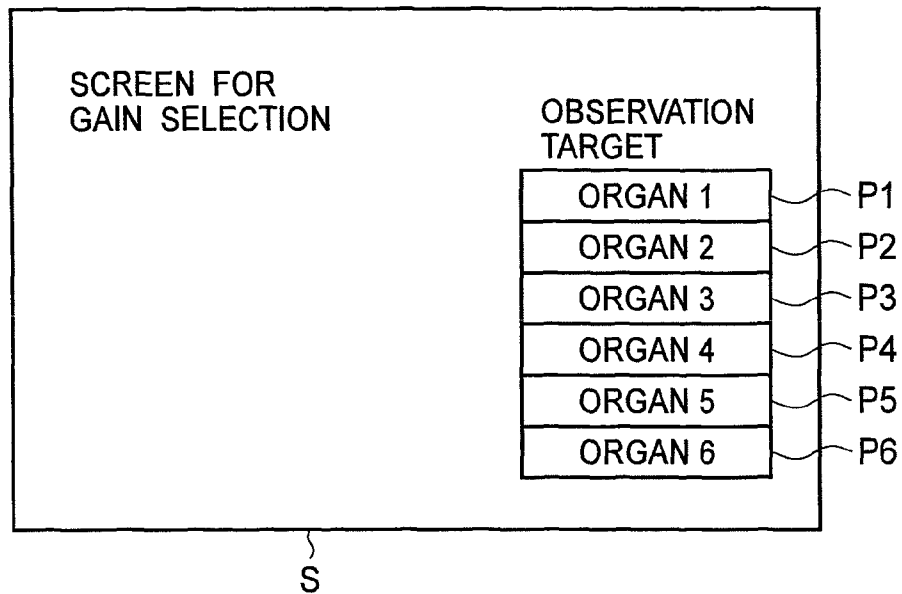 SCREEN FOR
GAIN SELECTION
OBSERVATION
TARGET
ORGAN 1 P1
ORGAN 2 P2
ORGAN 3 P3
ORGAN 4 P4
ORGAN 5 P5
ORGAN 6 P6
S